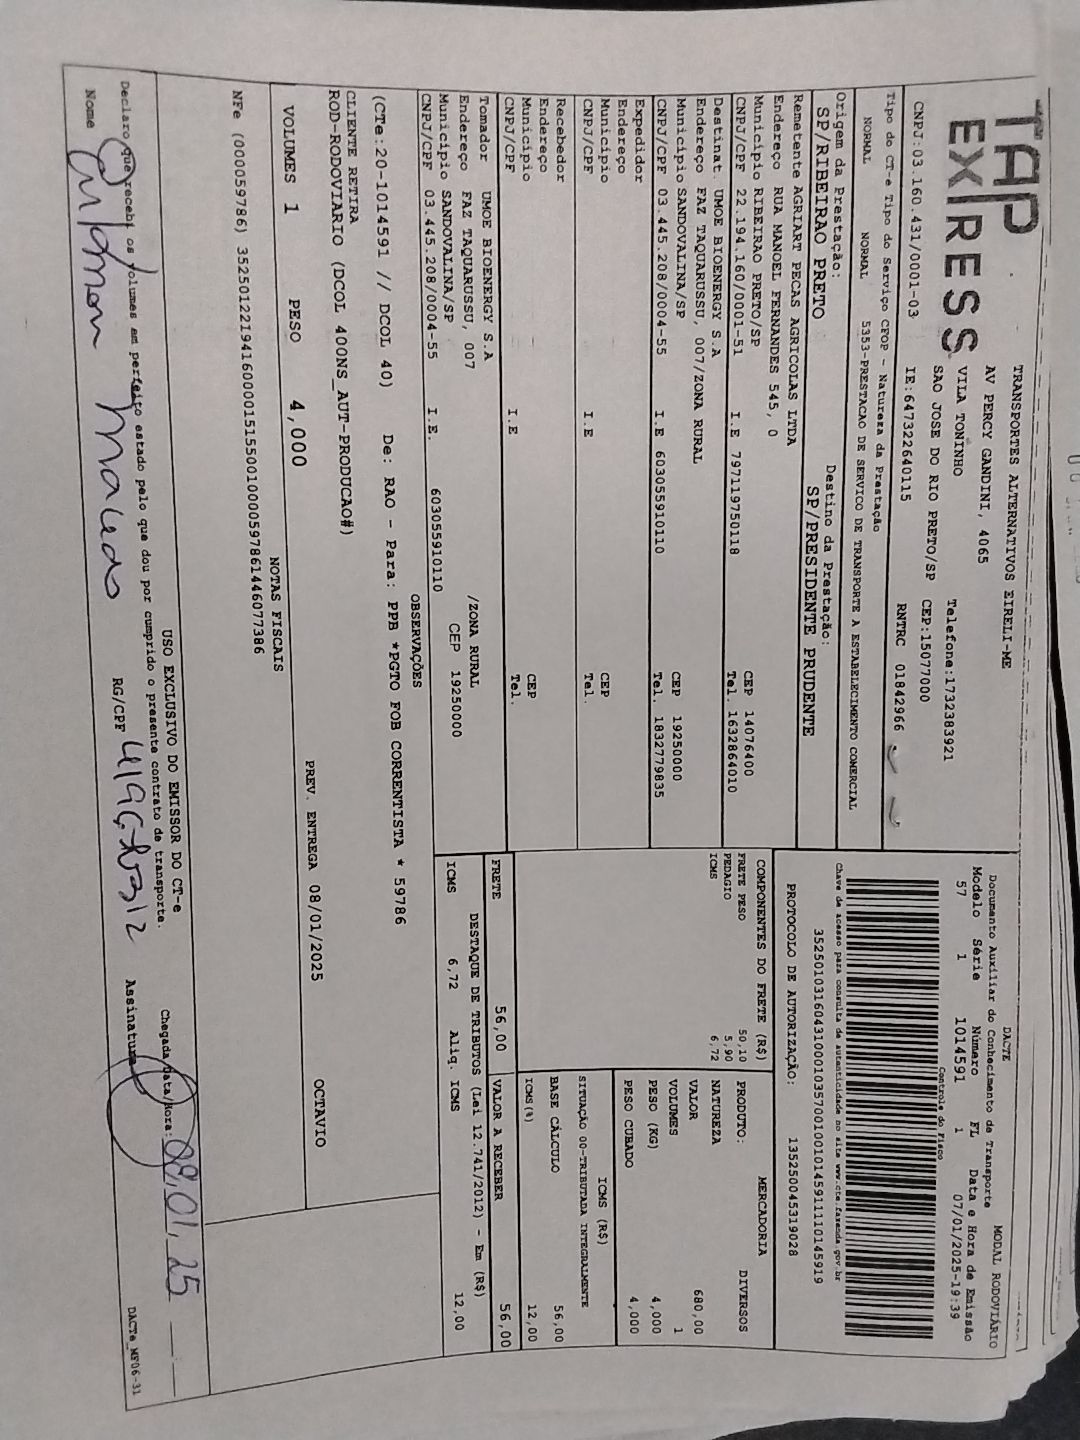 TAP
EXPRESS
TRANSPORTES ALTERNATIVOS EIRELI-ME
AV PERCY GANDINI, 4065
VILA TONINHO Telefone:1732383921
SAO JOSE DO RIO PRETO/SP CEP:15077000
CNPJ:03.160.431/0001-03 IE:647322640115 RNTRC 01842966
Tipo do CT-e Tipo do Serviço CFOP - Natureza da Prestação
NORMAL NORMAL 5353-PRESTACAO DE SERVICO DE TRANSPORTE A ESTABELECIMENTO COMERCIAL
Origem da Prestação: Destino da Prestação:
SP/RIBEIRAO PRETO SP/PRESIDENTE PRUDENTE
Remetente AGRIART PECAS AGRICOLAS LTDA
Endereço RUA MANOEL FERNANDES 545, 0
Município RIBEIRAO PRETO/SP CEP 14076400
CNPJ/CPF 22.194.160/0001-51 I.E 797119750118 Tel. 1632864010
Destinat. UMOE BIOENERGY S.A
Endereço FAZ TAQUARUSSU, 007/ZONA RURAL
Município SANDOVALINA/SP CEP 19250000
CNPJ/CPF 03.445.208/0004-55 I.E 603055910110 Tel. 1832779835
Expedidor
Endereço
Município CEP
CNPJ/CPF I.E Tel.
Recebedor
Endereço
Município CEP
CNPJ/CPF I.E Tel.
Tomador UMOE BIOENERGY S.A
Endereço FAZ TAQUARUSSU, 007 /ZONA RURAL
Município SANDOVALINA/SP CEP 19250000
CNPJ/CPF 03.445.208/0004-55 I.E. 603055910110
DACTE MODAL RODOVIÁRIO
Documento Auxiliar do Conhecimento de Transporte
Modelo Série Número FL Data e Hora de Emissão
57 1 1014591 1 07/01/2025-19:39
Controle do Fisco
Chave de acesso para consulta de autenticidade no site www.cte.fazenda.gov.br
35250103160431000103570010010145911110145919
PROTOCOLO DE AUTORIZAÇÃO: 135250045319028
COMPONENTES DO FRETE (R$)
FRETE PESO 50,10
PEDAGIO 5,90
ICMS 6,72
MERCADORIA
PRODUTO: DIVERSOS
NATUREZA
VALOR 680,00
VOLUMES 1
PESO (KG) 4,000
PESO CUBADO 4,000
ICMS (R$)
SITUAÇÃO 00-TRIBUTADA INTEGRALMENTE
BASE CÁLCULO 56,00
ICMS(%) 12,00
FRETE 56,00 VALOR A RECEBER 56,00
DESTAQUE DE TRIBUTOS (Lei 12.741/2012) - Em (R$)
ICMS 6,72 Aliq. ICMS 12,00
OBSERVAÇÕES
(CTe:20-1014591 // DCOL 40) De: RAO - Para: PPB *PGTO FOB CORRENTISTA * 59786
CLIENTE RETIRA
ROD-RODOVIARIO (DCOL 400NS_AUT-PRODUCAO#)
VOLUMES 1 PESO 4,000 PREV. ENTREGA 08/01/2025 OCTAVIO
NOTAS FISCAIS
NFe (000059786) 35250122194160000151550010000597861446077386
USO EXCLUSIVO DO EMISSOR DO CT-e
Declaro que recebi os volumes em perfeito estado pelo que dou por cumprido o presente contrato de transporte.
Chegada Data/Hora: 08,01,25
Nome Macedo RG/CPF Assinatura
DACTe_MF06-31